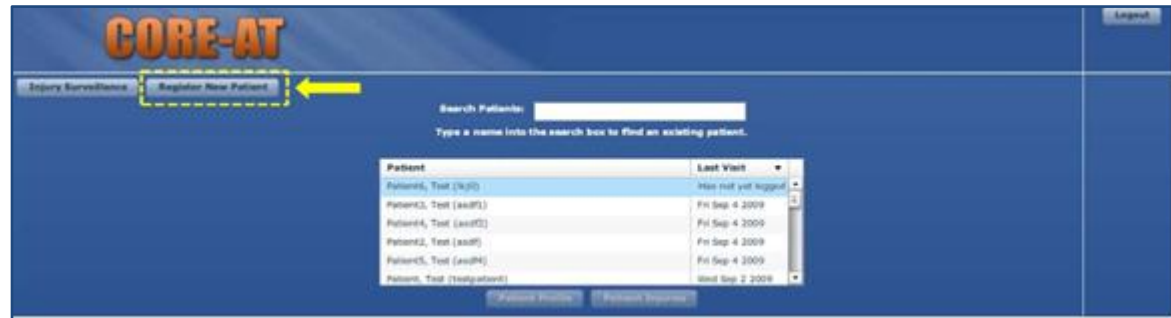 CORE-AT
Logout
Injury Surveillance
Register New Patient
Search Patients:
Type a name into the search box to find an existing patient.
Patient Last Visit
Patient6, Test Has not yet logged
Patient3, Test (asdf1) Fri Sep 4 2009
Patient4, Test (asdf2) Fri Sep 4 2009
Patient2, Test (asdf) Fri Sep 4 2009
Patient5, Test (asdf4) Fri Sep 4 2009
Patient, Test (testpatient) Wed Sep 2 2009
Patient Profile Patient Injuries